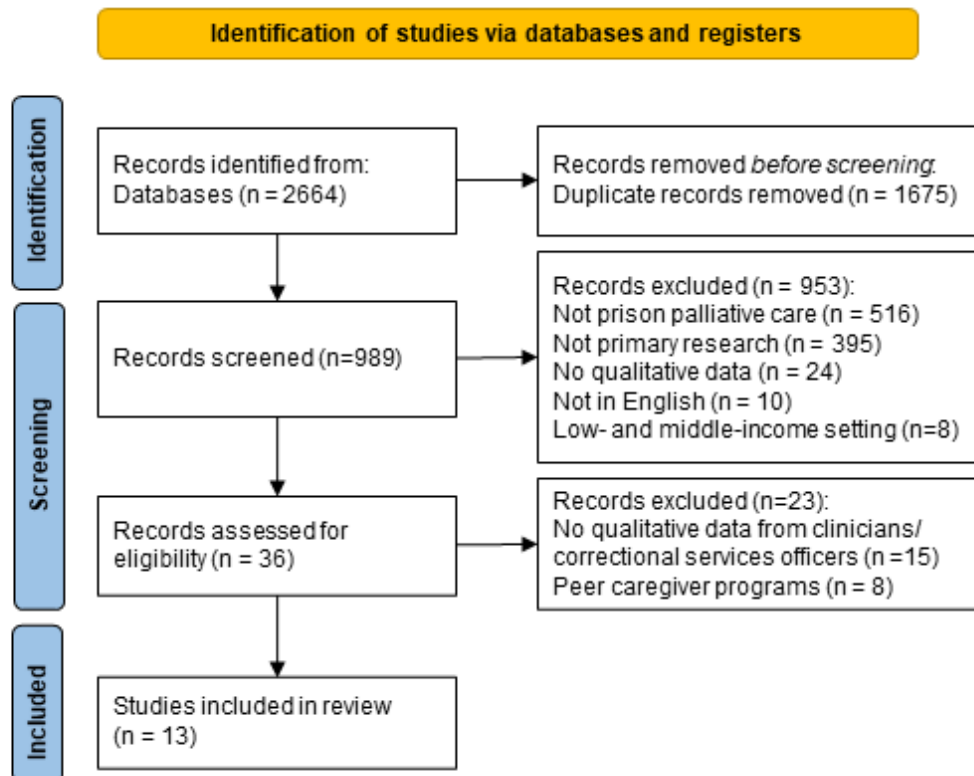 Identification of studies via databases and registers
Identification
Records identified from:
Databases (n = 2664)
Records removed before screening:
Duplicate records removed (n = 1675)
Screening
Records screened (n=989)
Records excluded (n = 953):
Not prison palliative care (n = 516)
Not primary research (n = 395)
No qualitative data (n = 24)
Not in English (n = 10)
Low- and middle-income setting (n=8)
Records assessed for
eligibility (n = 36)
Records excluded (n=23):
No qualitative data from clinicians/
correctional services officers (n =15)
Peer caregiver programs (n = 8)
Included
Studies included in review
(n = 13)